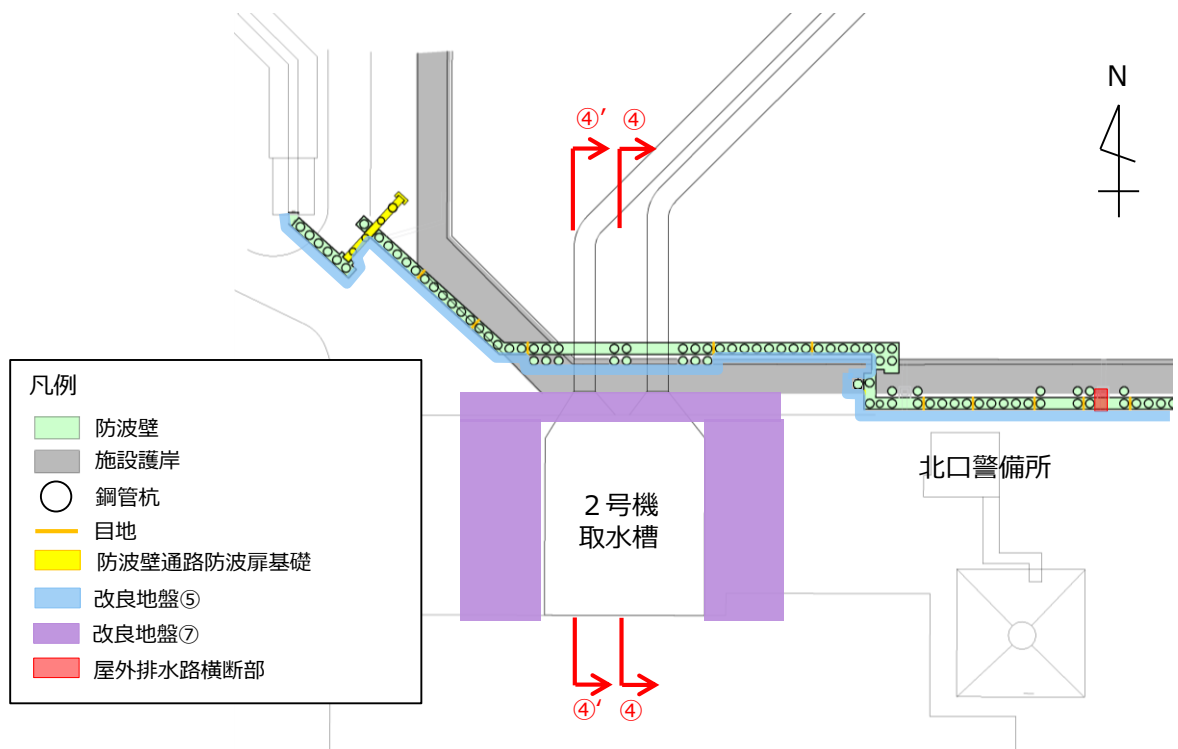 ④’ ④
N
凡例
防波壁
施設護岸
鋼管杭
目地
防波壁通路防波扉基礎
改良地盤⑤
改良地盤⑦
屋外排水路横断部
2号機
取水槽
北口警備所
④‘ ④